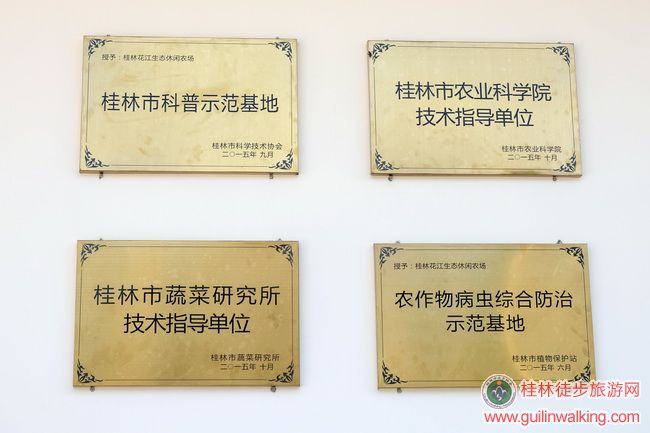 授予：桂林花江生态休闲农场
桂林市科普示范基地
桂林市科学技术协会
二〇一五年 九月
桂林市农业科学院
技术指导单位
桂林市农业科学院
二〇一五年 十月
桂林市蔬菜研究所
技术指导单位
桂林市蔬菜研究所
二〇一五年 十月
授予：桂林花江生态休闲农场
农作物病虫综合防治
示范基地
桂林市植物保护站
二〇一五年 六月
桂林徒步旅游网
www.guilinwalking.com